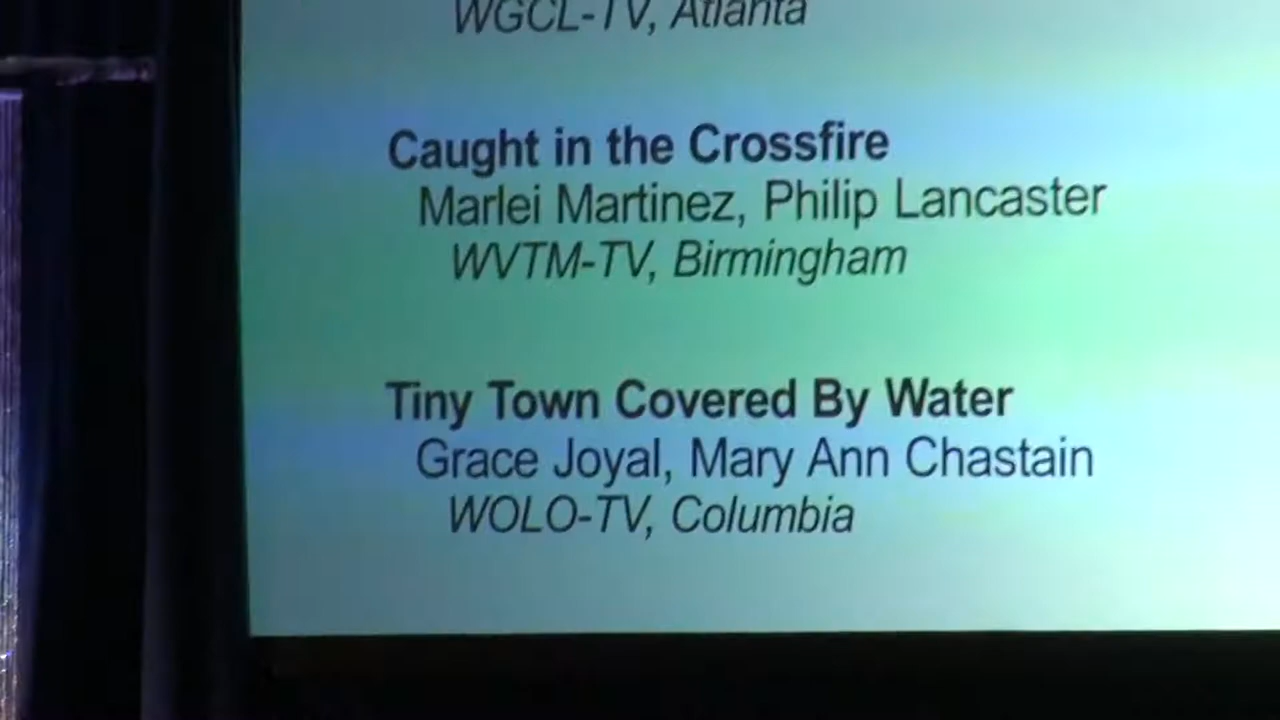 WGCL-TV, Atlanta
Caught in the Crossfire
Marlei Martinez, Philip Lancaster
WVTM-TV, Birmingham
Tiny Town Covered By Water
Grace Joyal, Mary Ann Chastain
WOLO-TV, Columbia